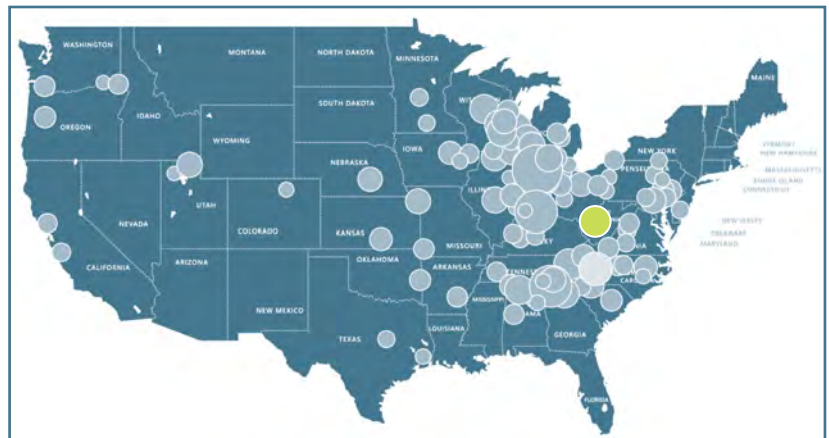 WASHINGTON
MONTANA
NORTH DAKOTA
MINNESOTA
MAINE
OREGON
IDAHO
SOUTH DAKOTA
WYOMING
NEW YORK
VERMONT
NEW HAMPSHIRE
MASSACHUSETTS
RHODE ISLAND
CONNECTICUT
IOWA
NEBRASKA
NEVADA
UTAH
COLORADO
KANSAS
MISSOURI
NEW JERSEY
DELAWARE
MARYLAND
CALIFORNIA
ARIZONA
NEW MEXICO
OKLAHOMA
ARKANSAS
TEXAS
LOUISIANA
MISSISSIPPI
GEORGIA
FLORIDA